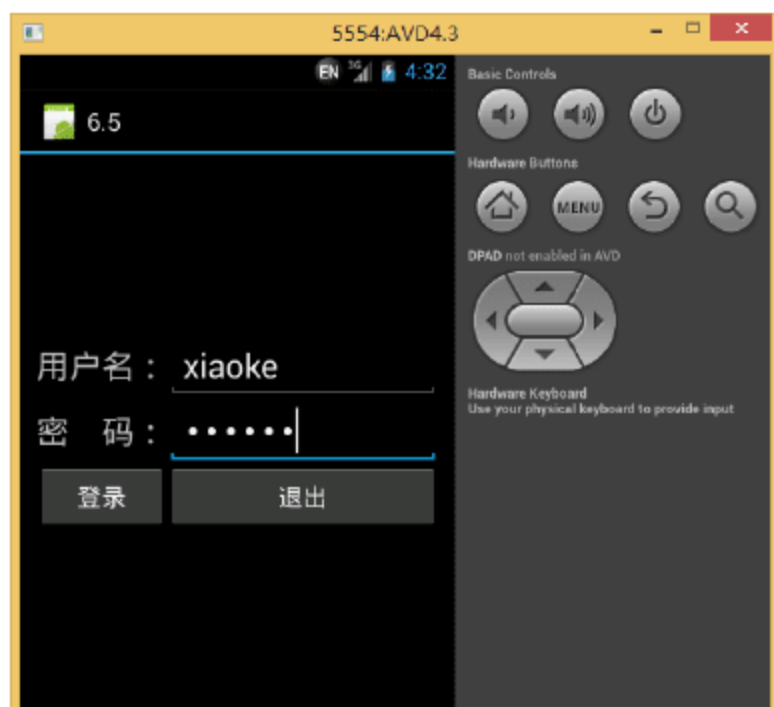 5554:AVD4.3
EN 3G 4:32
6.5
用户名： xiaoke
密　码： ••••••
登录 退出
Basic Controls
Hardware Buttons
MENU
DPAD not enabled in AVD
Hardware Keyboard
Use your physical keyboard to provide input